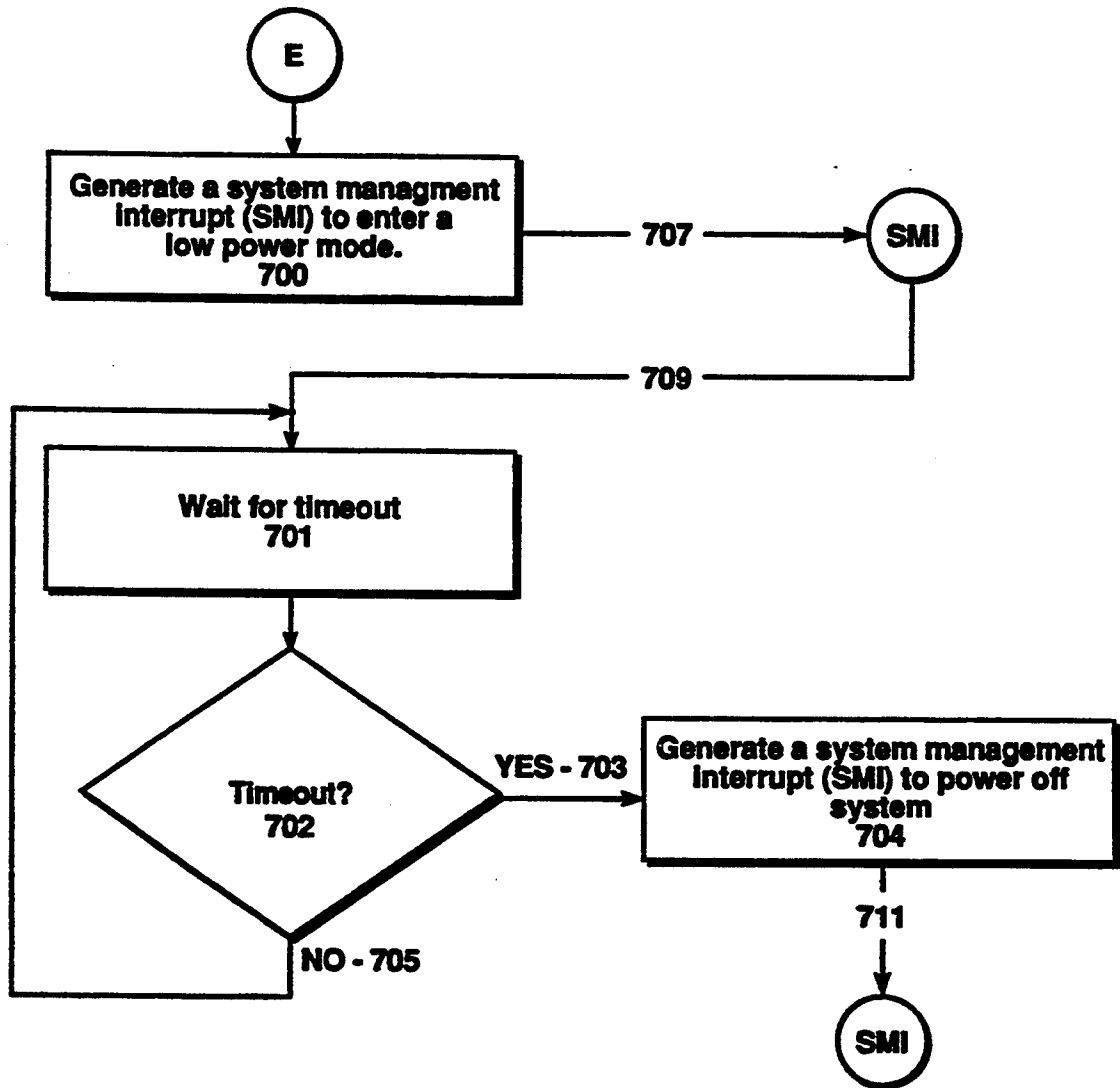 E
Generate a system managment
interrupt (SMI) to enter a
low power mode.
700
707
SMI
709
Wait for timeout
701
Timeout?
702
YES - 703
Generate a system management
interrupt (SMI) to power off
system
704
NO - 705
711
SMI